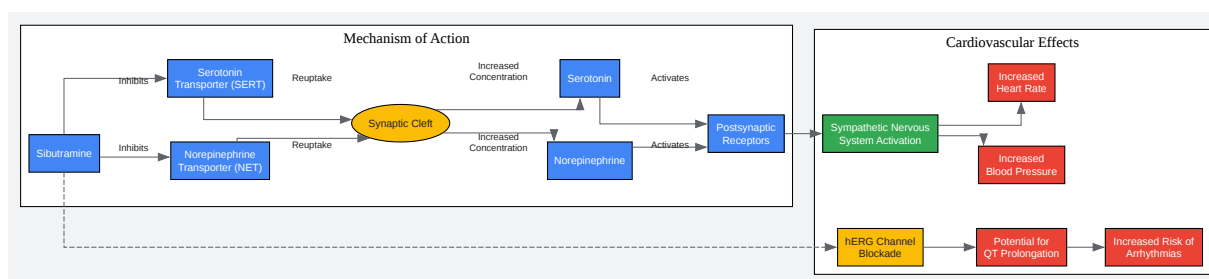 Mechanism of Action
Cardiovascular Effects
Sibutramine
Inhibits
Inhibits
Serotonin
Transporter (SERT)
Norepinephrine
Transporter (NET)
Reuptake
Reuptake
Synaptic Cleft
Increased
Concentration
Increased
Concentration
Serotonin
Norepinephrine
Activates
Activates
Postsynaptic
Receptors
Sympathetic Nervous
System Activation
Increased
Heart Rate
Increased
Blood Pressure
hERG Channel
Blockade
Potential for
QT Prolongation
Increased Risk of
Arrhythmias